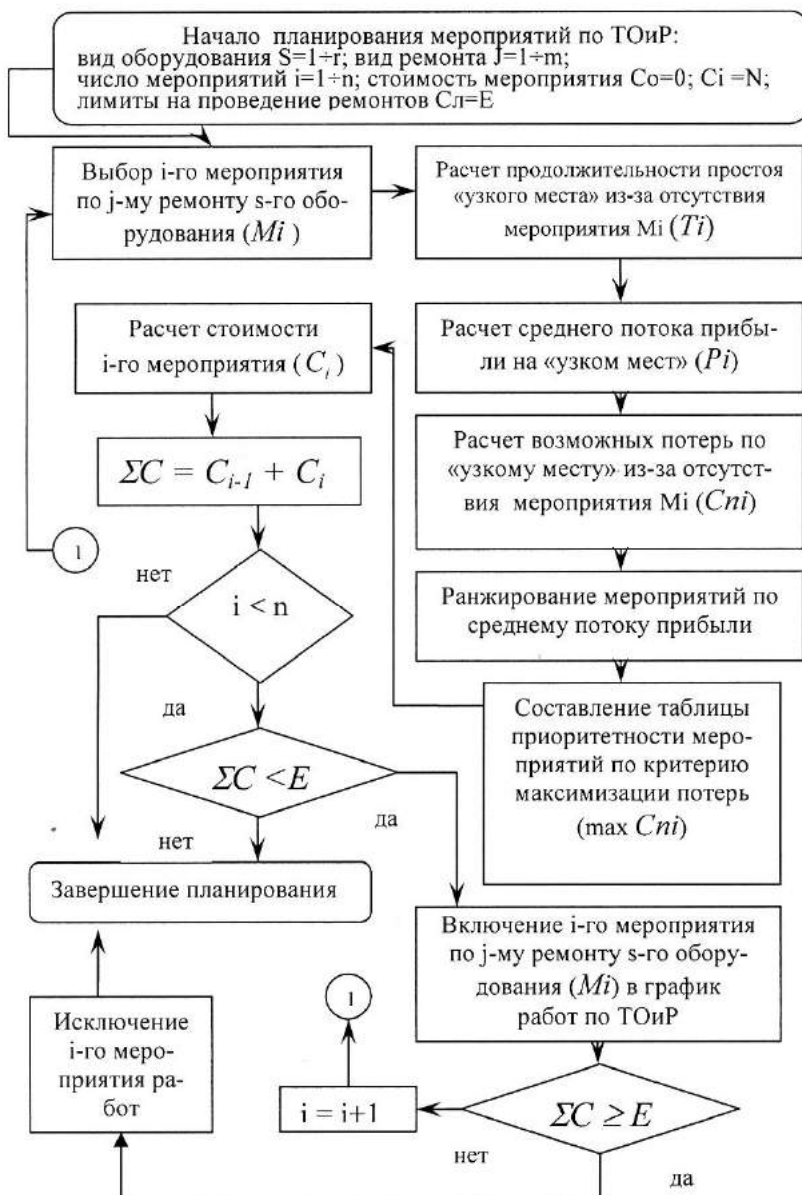 Начало планирования мероприятий по ТОиР:
вид оборудования S=1÷r; вид ремонта J=1÷m;
число мероприятий i=1÷n; стоимость мероприятия Co=0; Ci =N;
лимиты на проведение ремонтов Сл=Е
Выбор i-го мероприятия
по j-му ремонту s-го обо-
рудования (Mi )
Расчет продолжительности простоя
«узкого места» из-за отсутствия
мероприятия Mi (Ti)
Расчет среднего потока прибы-
ли на «узком мест» (Pi)
Расчет возможных потерь по
«узкому месту» из-за отсутст-
вия мероприятия Mi (Cni)
Ранжирование мероприятий по
среднему потоку прибыли
Составление таблицы
приоритетности меро-
приятий по критерию
максимизации потерь
(max Cni)
Расчет стоимости
i-го мероприятия ( Ci )
ΣC = Ci-1 + Ci
1
нет
i < n
да
ΣC < E
да
нет
Завершение планирования
Включение i-го мероприятия
по j-му ремонту s-го обору-
дования (Mi) в график
работ по ТОиР
1
Исключение
i-го меро-
приятия ра-
бот
i = i+1
ΣC ≥ E
нет
да